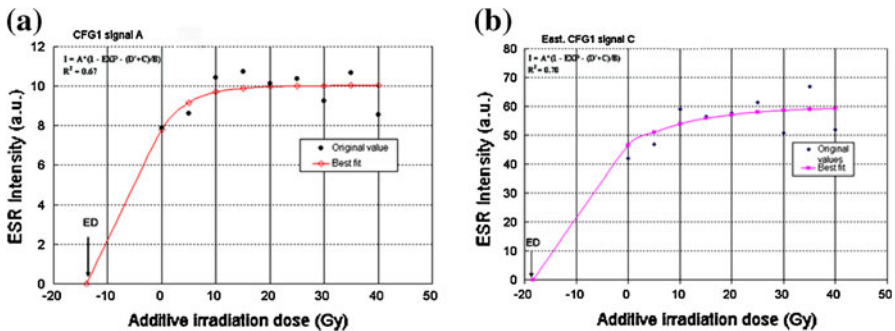 (a)
CFG1 signal A
I = A*(1 - EXP - (D'+C)/B)
R² = 0.67
ESR Intensity (a.u.)
12
10
8
6
4
2
0
-20 -10 0 10 20 30 40 50
Additive irradiation dose (Gy)
Original value
Best fit
ED
(b)
East. CFG1 signal C
I = A*(1 - EXP - (D'+C)/B)
R² = 0.70
ESR Intensity (a.u.)
80
70
60
50
40
30
20
10
0
-20 -10 0 10 20 30 40 50
Additive irradiation dose (Gy)
Original
values
Best fit
ED